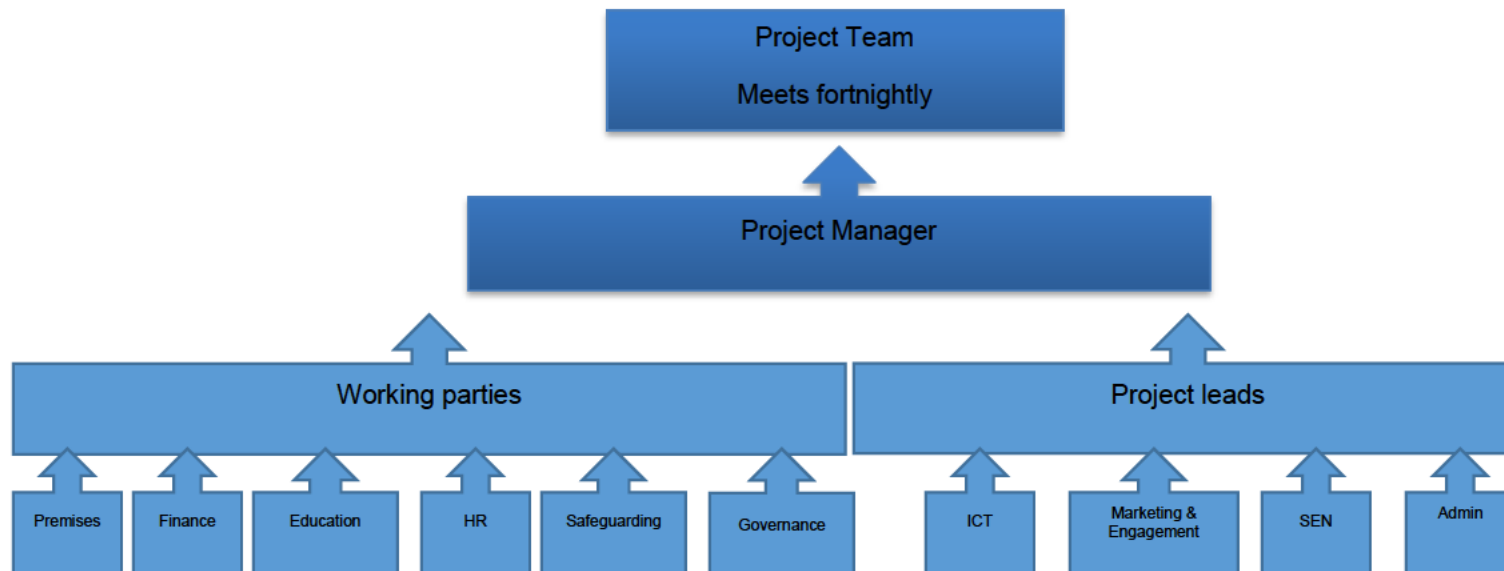 Project Team
Meets fortnightly
Project Manager
Working parties
Project leads
Premises
Finance
Education
HR
Safeguarding
Governance
ICT
Marketing &
Engagement
SEN
Admin